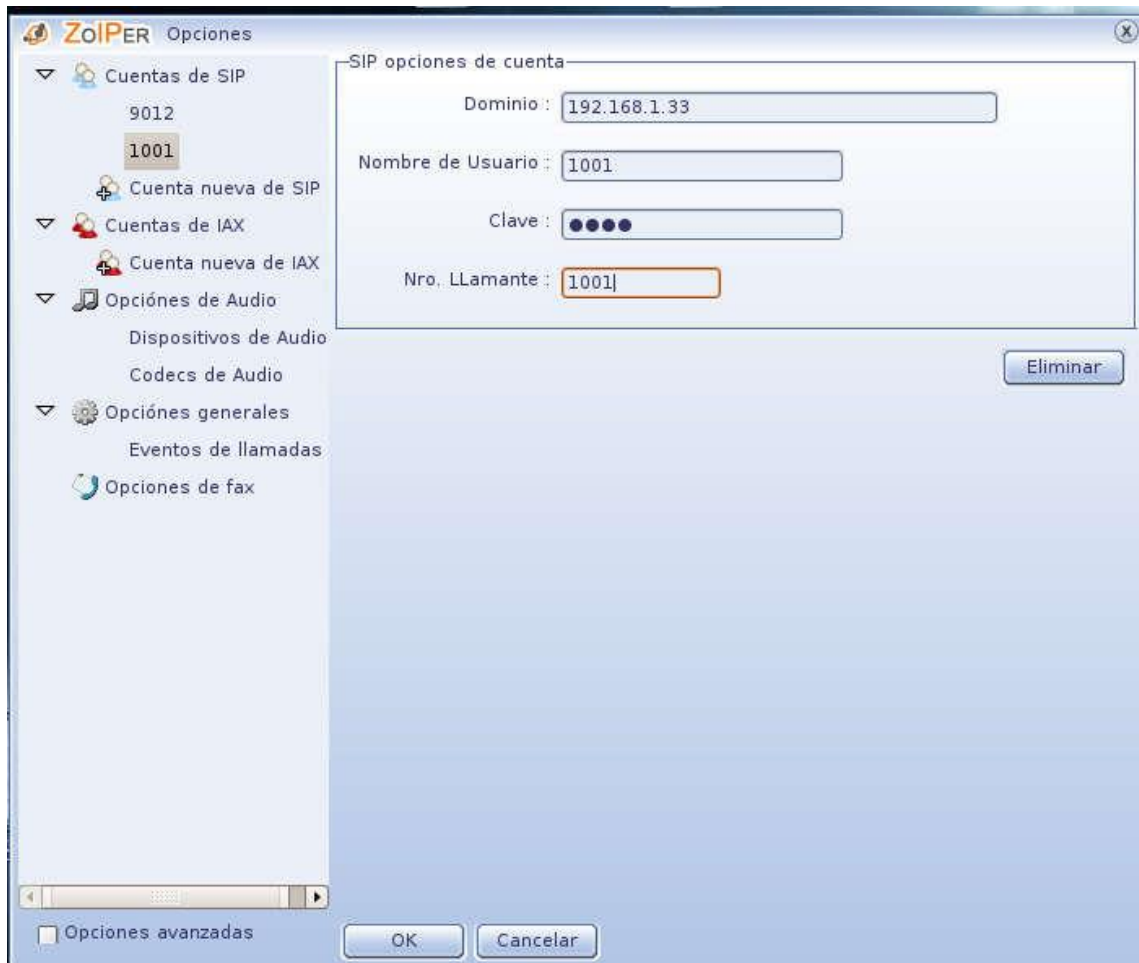 ZoIPER Opciones
Cuentas de SIP
9012
1001
Cuenta nueva de SIP
Cuentas de IAX
Cuenta nueva de IAX
Opciónes de Audio
Dispositivos de Audio
Codecs de Audio
Opciónes generales
Eventos de llamadas
Opciones de fax
Opciones avanzadas
SIP opciones de cuenta
Dominio : 192.168.1.33
Nombre de Usuario : 1001
Clave : ●●●●
Nro. LLamante : 1001
Eliminar
OK Cancelar